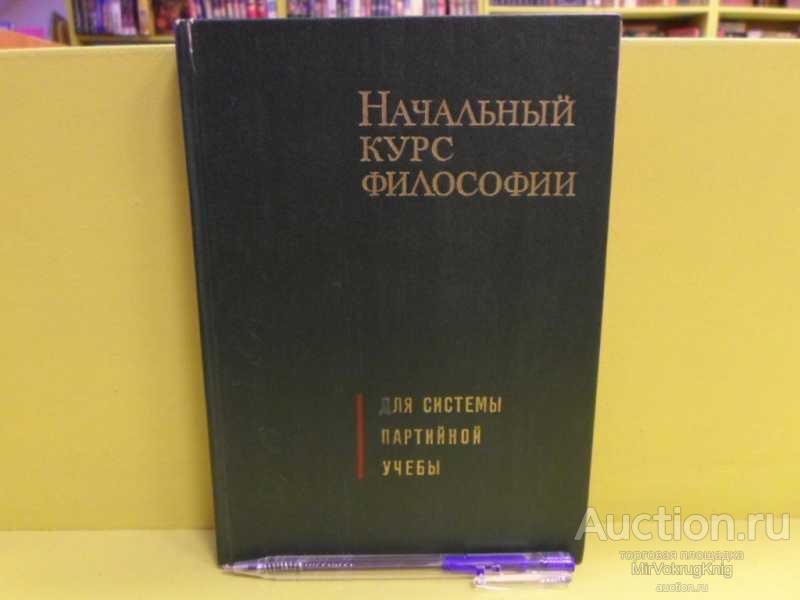 Начальный
курс
философии
для системы
партийной
учебы
Auction.ru
торговая площадка
MirVokrugKnig
auction.ru